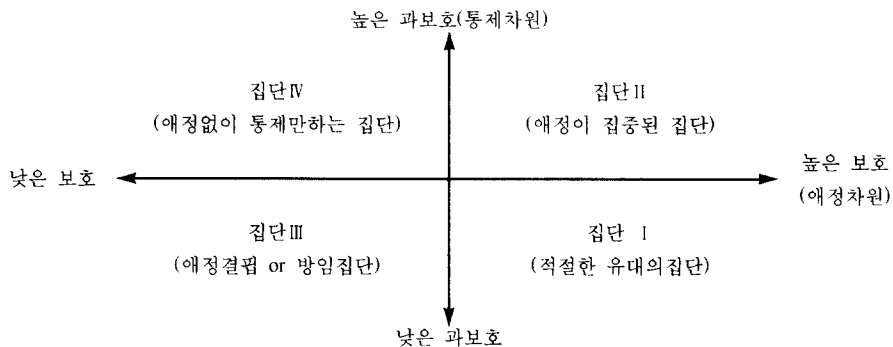 높은 과보호(통제차원)
집단Ⅳ
(애정없이 통제만하는 집단)
집단Ⅱ
(애정이 집중된 집단)
낮은 보호
높은 보호
(애정차원)
집단Ⅲ
(애정결핍 or 방임집단)
집단 Ⅰ
(적절한 유대의집단)
낮은 과보호